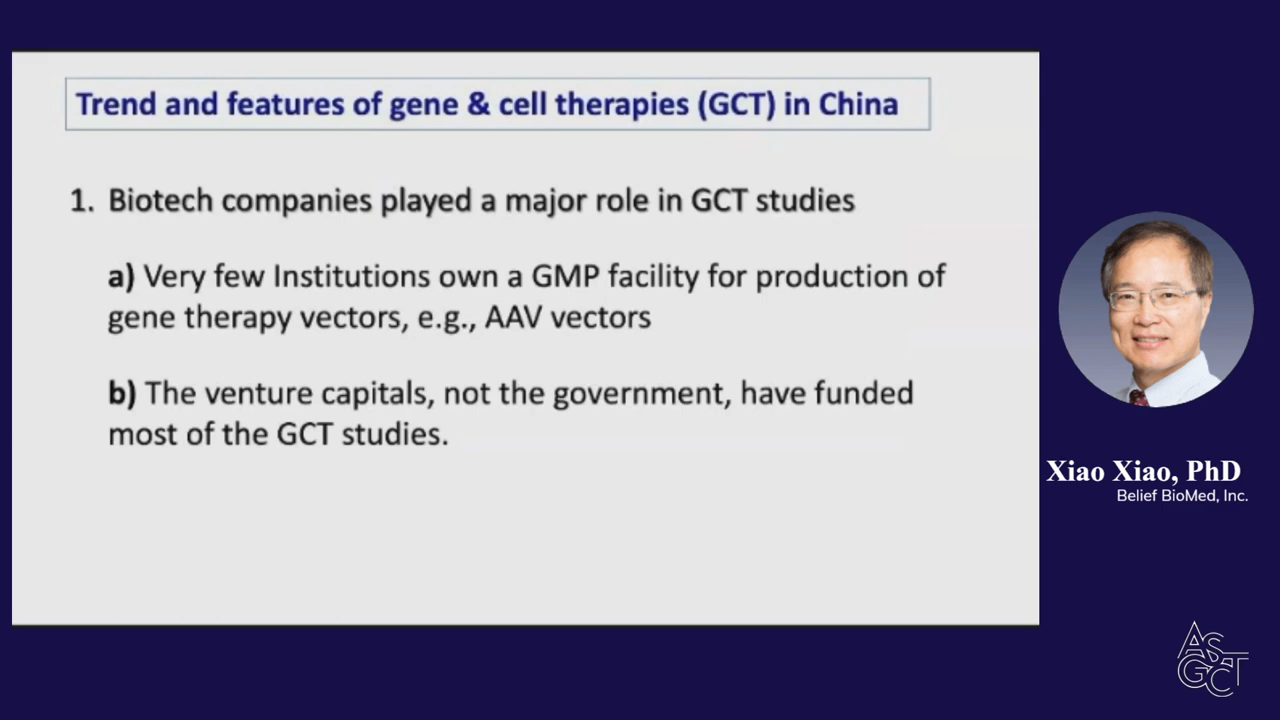 Trend and features of gene & cell therapies (GCT) in China
1. Biotech companies played a major role in GCT studies
a) Very few Institutions own a GMP facility for production of
gene therapy vectors, e.g., AAV vectors
b) The venture capitals, not the government, have funded
most of the GCT studies.
Xiao Xiao, PhD
Belief BioMed, Inc.
ASGCT